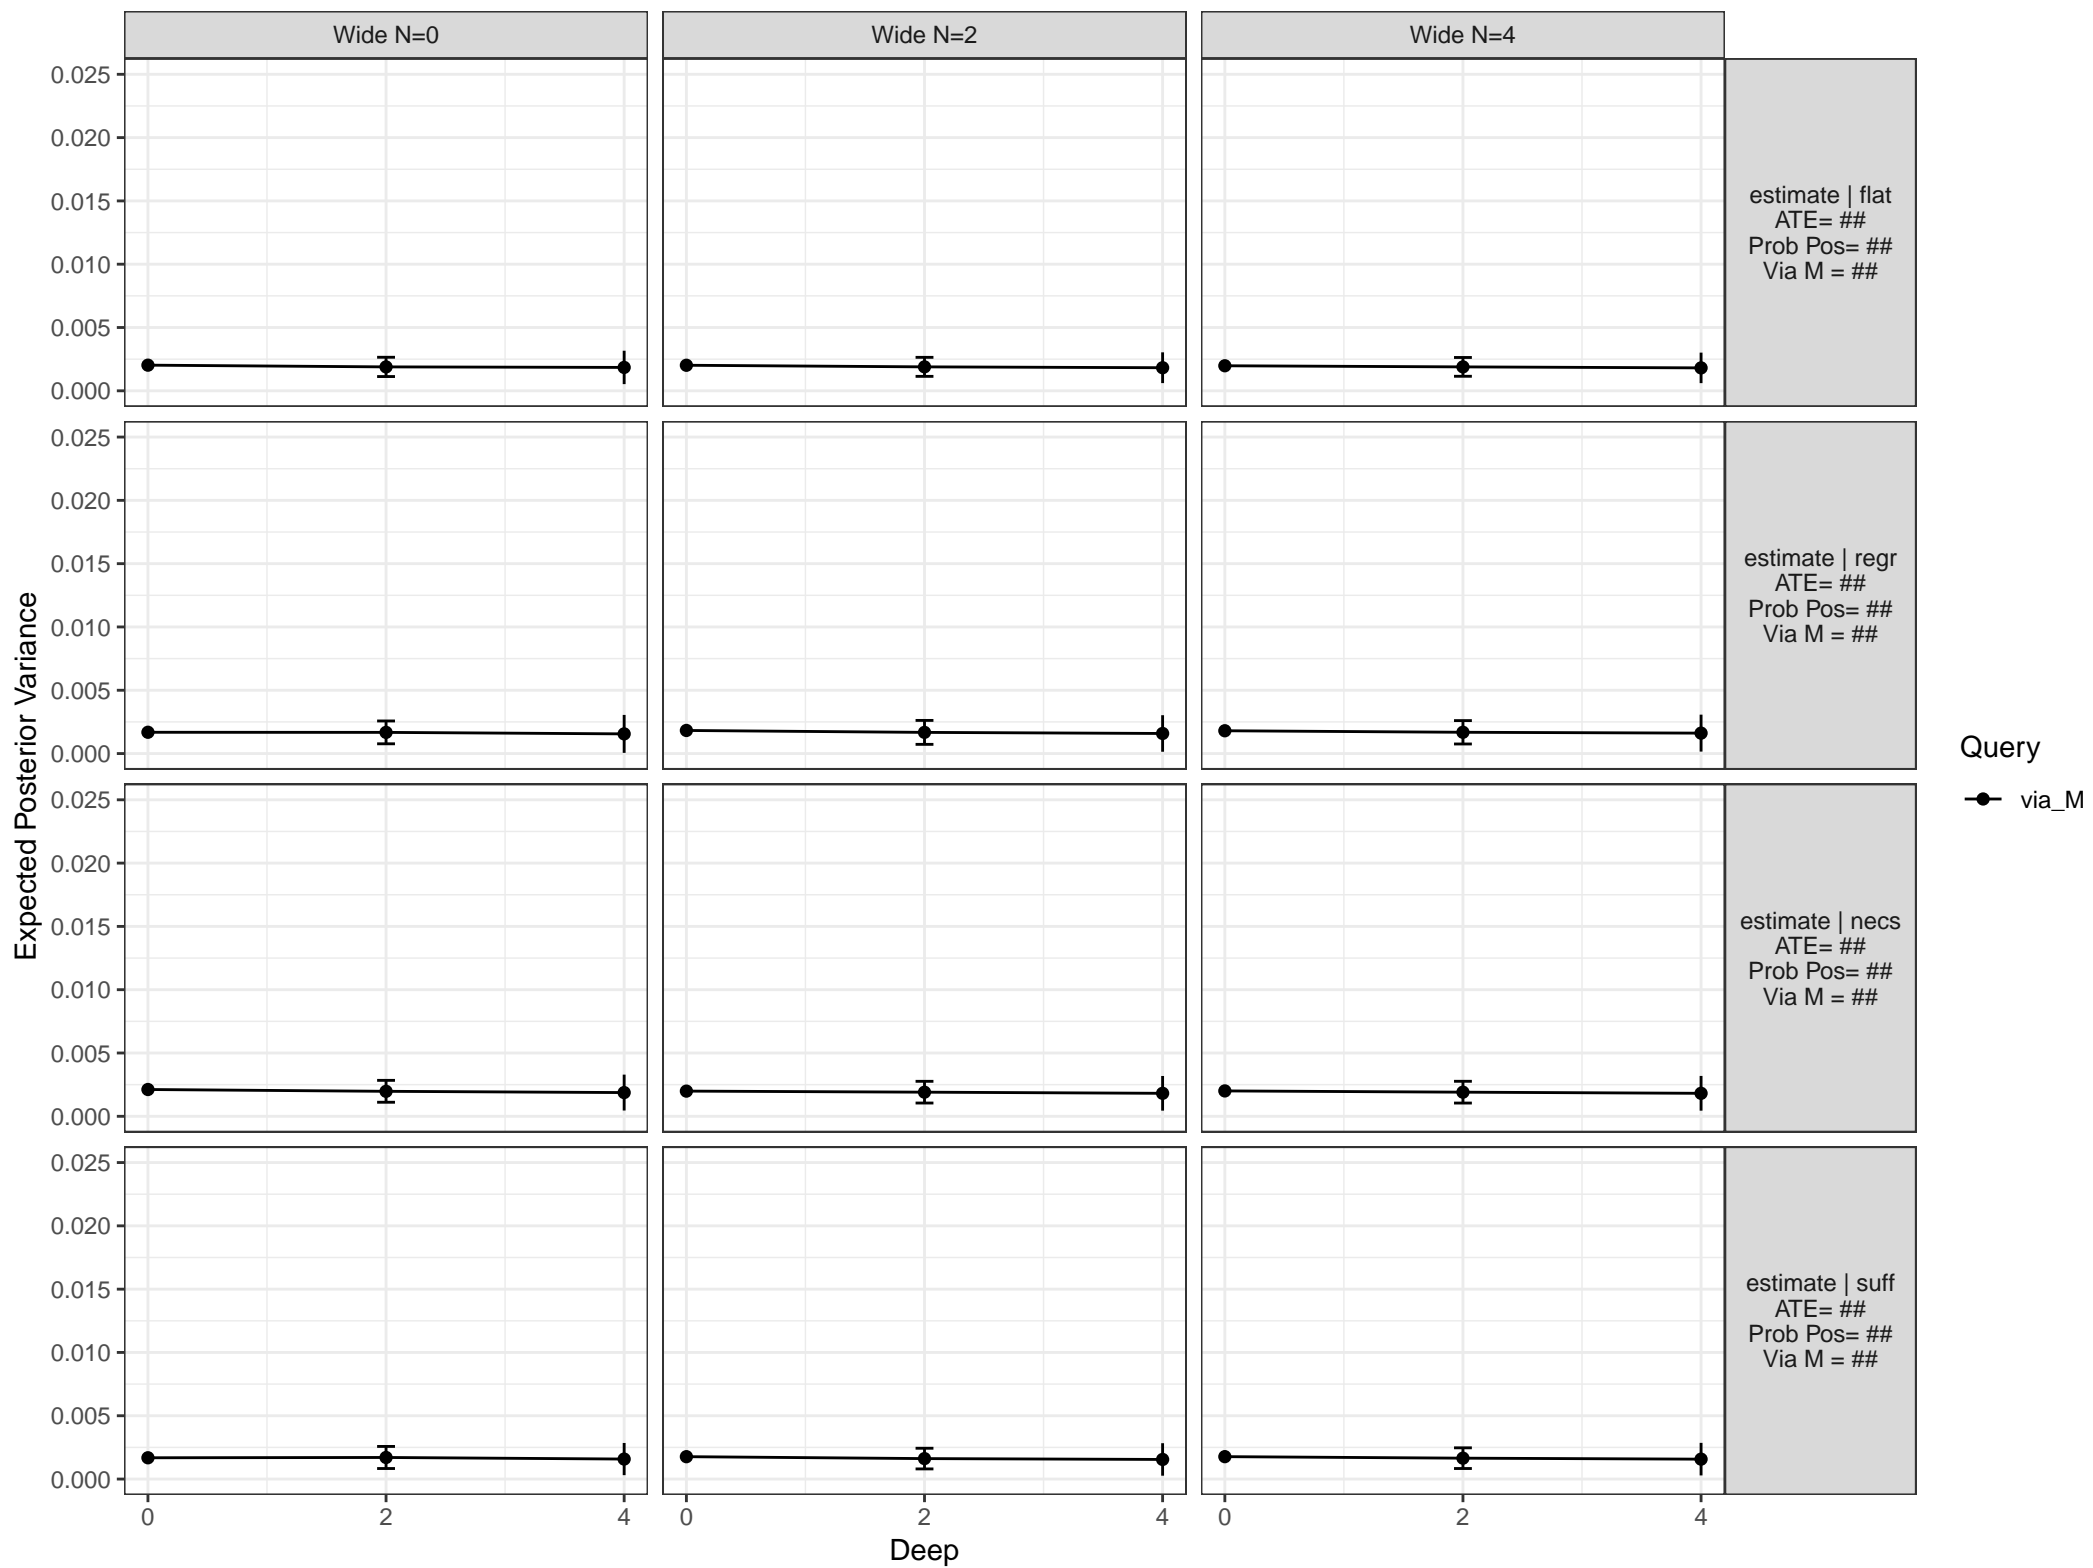 Wide N=0
Wide N=2
Wide N=4
0.025
0.020
0.015
0.010
0.005
0.000
estimate | flat
ATE= ##
Prob Pos= ##
Via M = ##
0.025
0.020
0.015
0.010
0.005
0.000
estimate | regr
ATE= ##
Prob Pos= ##
Via M = ##
0.025
0.020
0.015
0.010
0.005
0.000
estimate | necs
ATE= ##
Prob Pos= ##
Via M = ##
0.025
0.020
0.015
0.010
0.005
0.000
estimate | suff
ATE= ##
Prob Pos= ##
Via M = ##
0 2 4
0 2 4
0 2 4
Deep
Expected Posterior Variance
Query
via_M